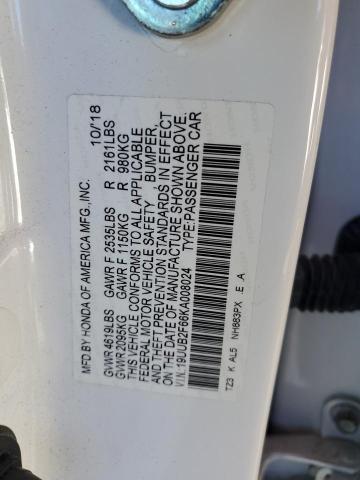 MFD.BY HONDA OF AMERICA MFG.,INC. 10/18
GVWR 4619LBS GAWR F 2535LBS R 2161LBS
GVWR 2095KG GAWR F 1150KG R 980KG
THIS VEHICLE CONFORMS TO ALL APPLICABLE
FEDERAL MOTOR VEHICLE SAFETY, BUMPER,
AND THEFT PREVENTION STANDARDS IN EFFECT
ON THE DATE OF MANUFACTURE SHOWN ABOVE.
V.I.N. 19UUB2F66KA008024 TYPE:PASSENGER CAR
TZ3 K AL5 NH883PX E .A